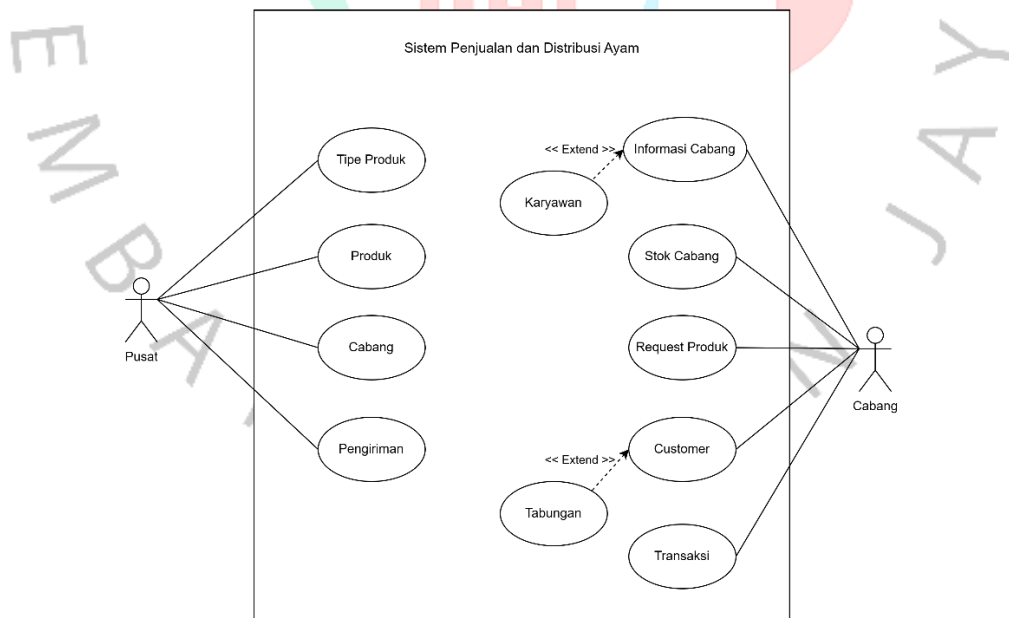 Sistem Penjualan dan Distribusi Ayam
Tipe Produk
Produk
Cabang
Pengiriman
Pusat
<< Extend >>
Informasi Cabang
Karyawan
Stok Cabang
Request Produk
<< Extend >>
Customer
Tabungan
Transaksi
Cabang
E M B A
N J A Y